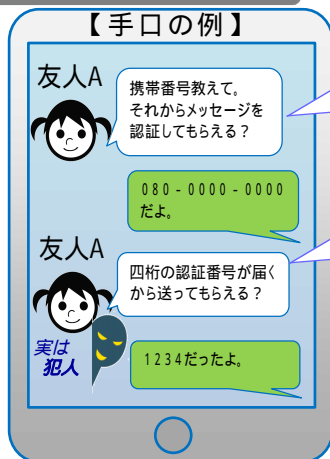 【手口の例】
友人A
携帯番号教えて。
それからメッセージを
認証してもらえる？
080-0000-0000
だよ。
友人A
四桁の認証番号が届く
から送ってもらえる？
実は
犯人
1234だったよ。